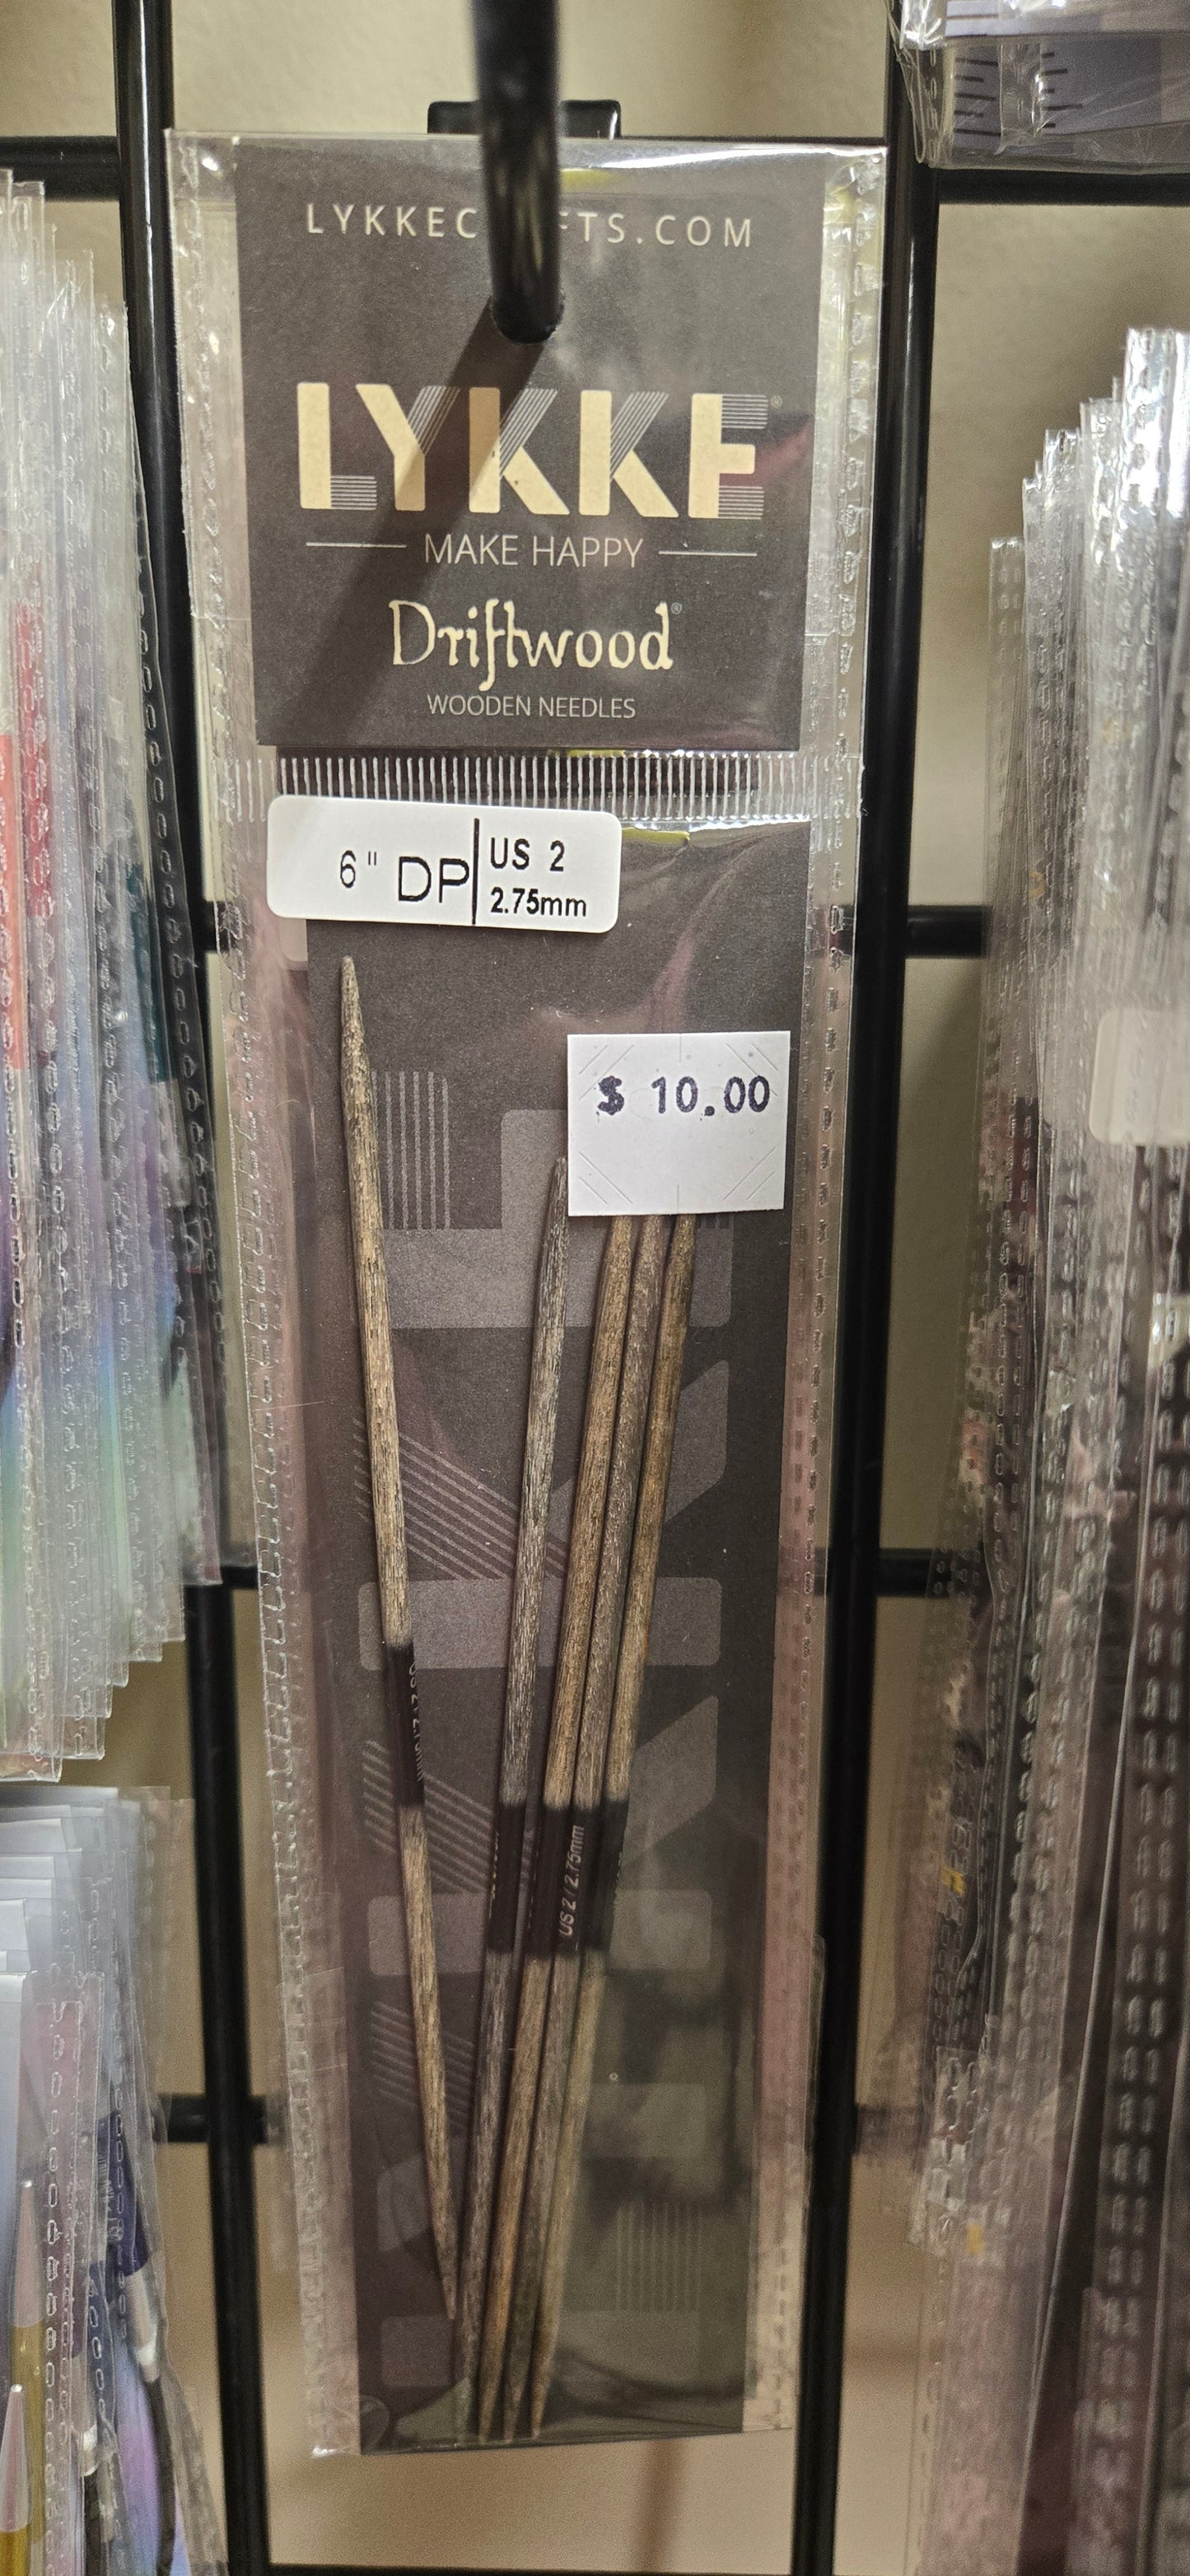 LYKKEC FTS.COM
LYKKE®
MAKE HAPPY
Driftwood®
WOODEN NEEDLES
6" DP US 2
2.75mm
$ 10.00
US 2 / 2.75mm